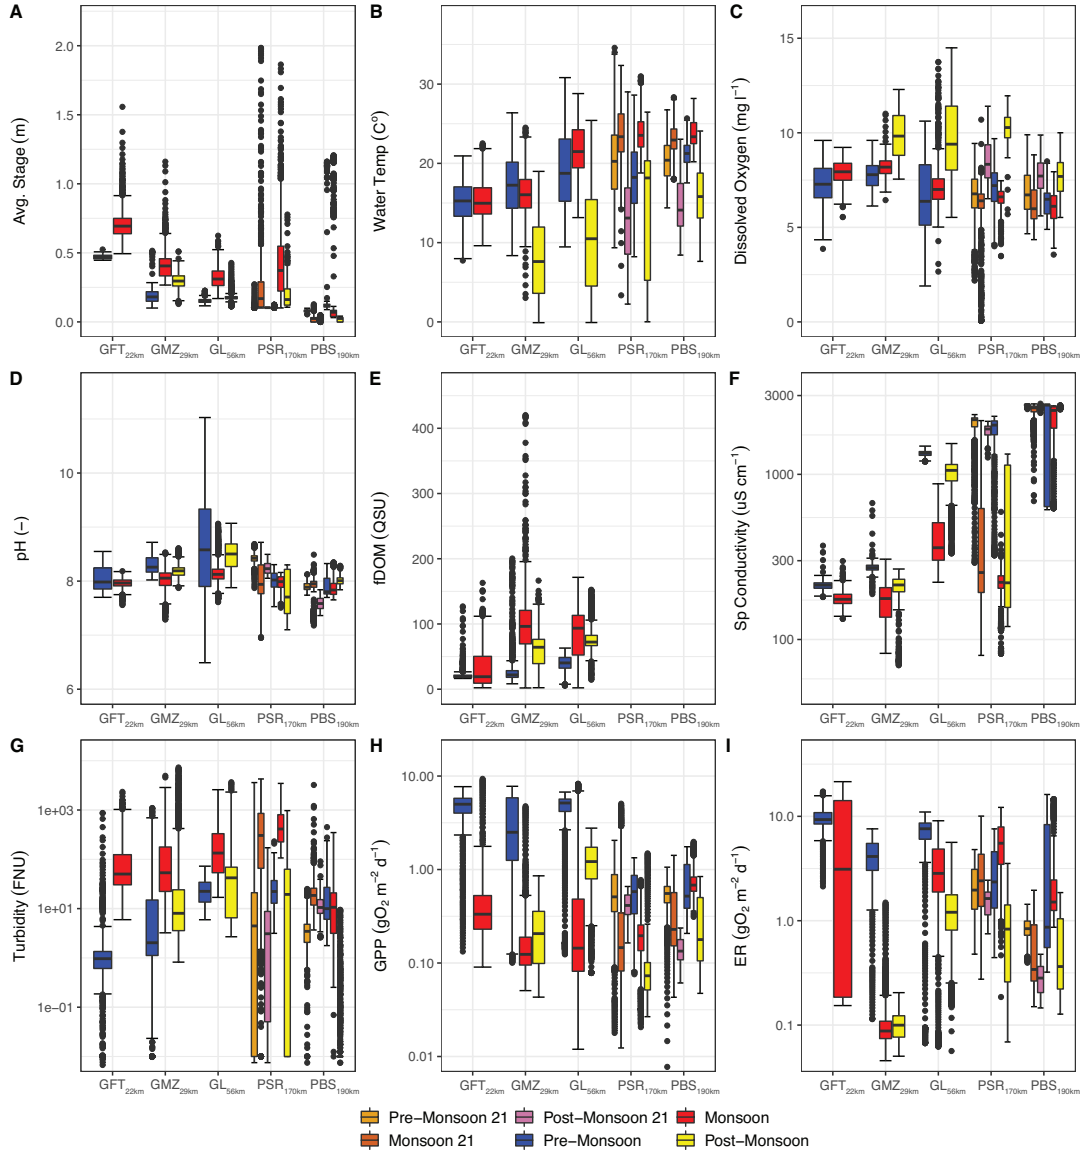 A
Avg. Stage (m)
2.0
1.5
1.0
0.5
0.0
GFT22km GMZ29km GL56km PSR170km PBS190km
B
Water Temp (C°)
30
20
10
0
GFT22km GMZ29km GL56km PSR170km PBS190km
C
Dissolved Oxygen (mg l−1)
15
10
5
0
GFT22km GMZ29km GL56km PSR170km PBS190km
D
pH (−)
10
8
6
GFT22km GMZ29km GL56km PSR170km PBS190km
E
fDOM (QSU)
400
300
200
100
0
GFT22km GMZ29km GL56km PSR170km PBS190km
F
Sp Conductivity (uS cm−1)
3000
1000
300
100
GFT22km GMZ29km GL56km PSR170km PBS190km
G
Turbidity (FNU)
1e+03
1e+01
1e−01
GFT22km GMZ29km GL56km PSR170km PBS190km
H
GPP (gO2 m−2 d−1)
10.00
1.00
0.10
0.01
GFT22km GMZ29km GL56km PSR170km PBS190km
I
ER (gO2 m−2 d−1)
10.0
1.0
0.1
GFT22km GMZ29km GL56km PSR170km PBS190km
Pre−Monsoon 21 Post−Monsoon 21 Monsoon
Monsoon 21 Pre−Monsoon Post−Monsoon